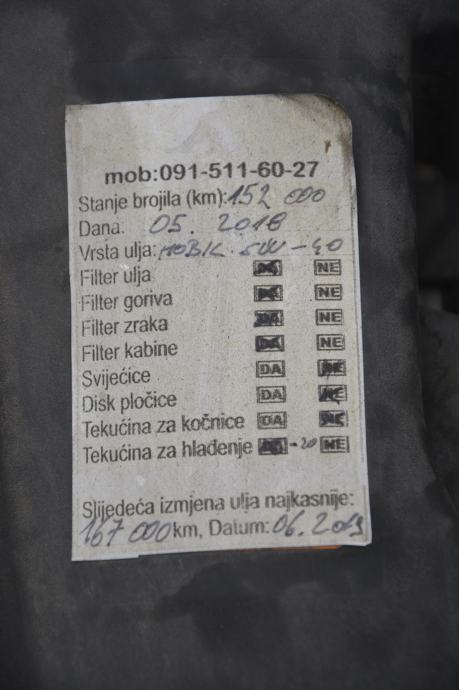 mob:091-511-60-27
Stanje brojila (km): 152 000
Dana: 05. 2018
Vrsta ulja: MOBIL 5W-40
Filter ulja DA NE
Filter goriva DA NE
Filter zraka DA NE
Filter kabine DA NE
Svijećice DA NE
Disk pločice DA NE
Tekućina za kočnice DA NE
Tekućina za hlađenje DA -20 NE
Slijedeća izmjena ulja najkasnije:
167 000 km, Datum: 06. 2019